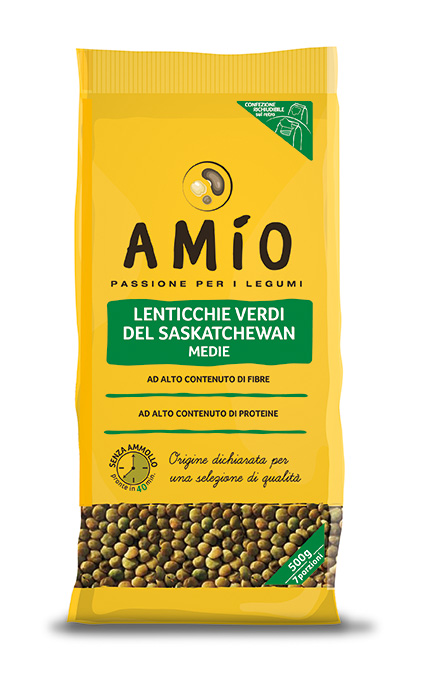 CONFEZIONE
RICHIUDIBILE
sul retro
AMÍO
PASSIONE PER I LEGUMI
LENTICCHIE VERDI
DEL SASKATCHEWAN
MEDIE
AD ALTO CONTENUTO DI FIBRE
AD ALTO CONTENUTO DI PROTEINE
SENZA AMMOLLO
pronte in 40 min.
Origine dichiarata per
una selezione di qualità
500g
7 porzioni